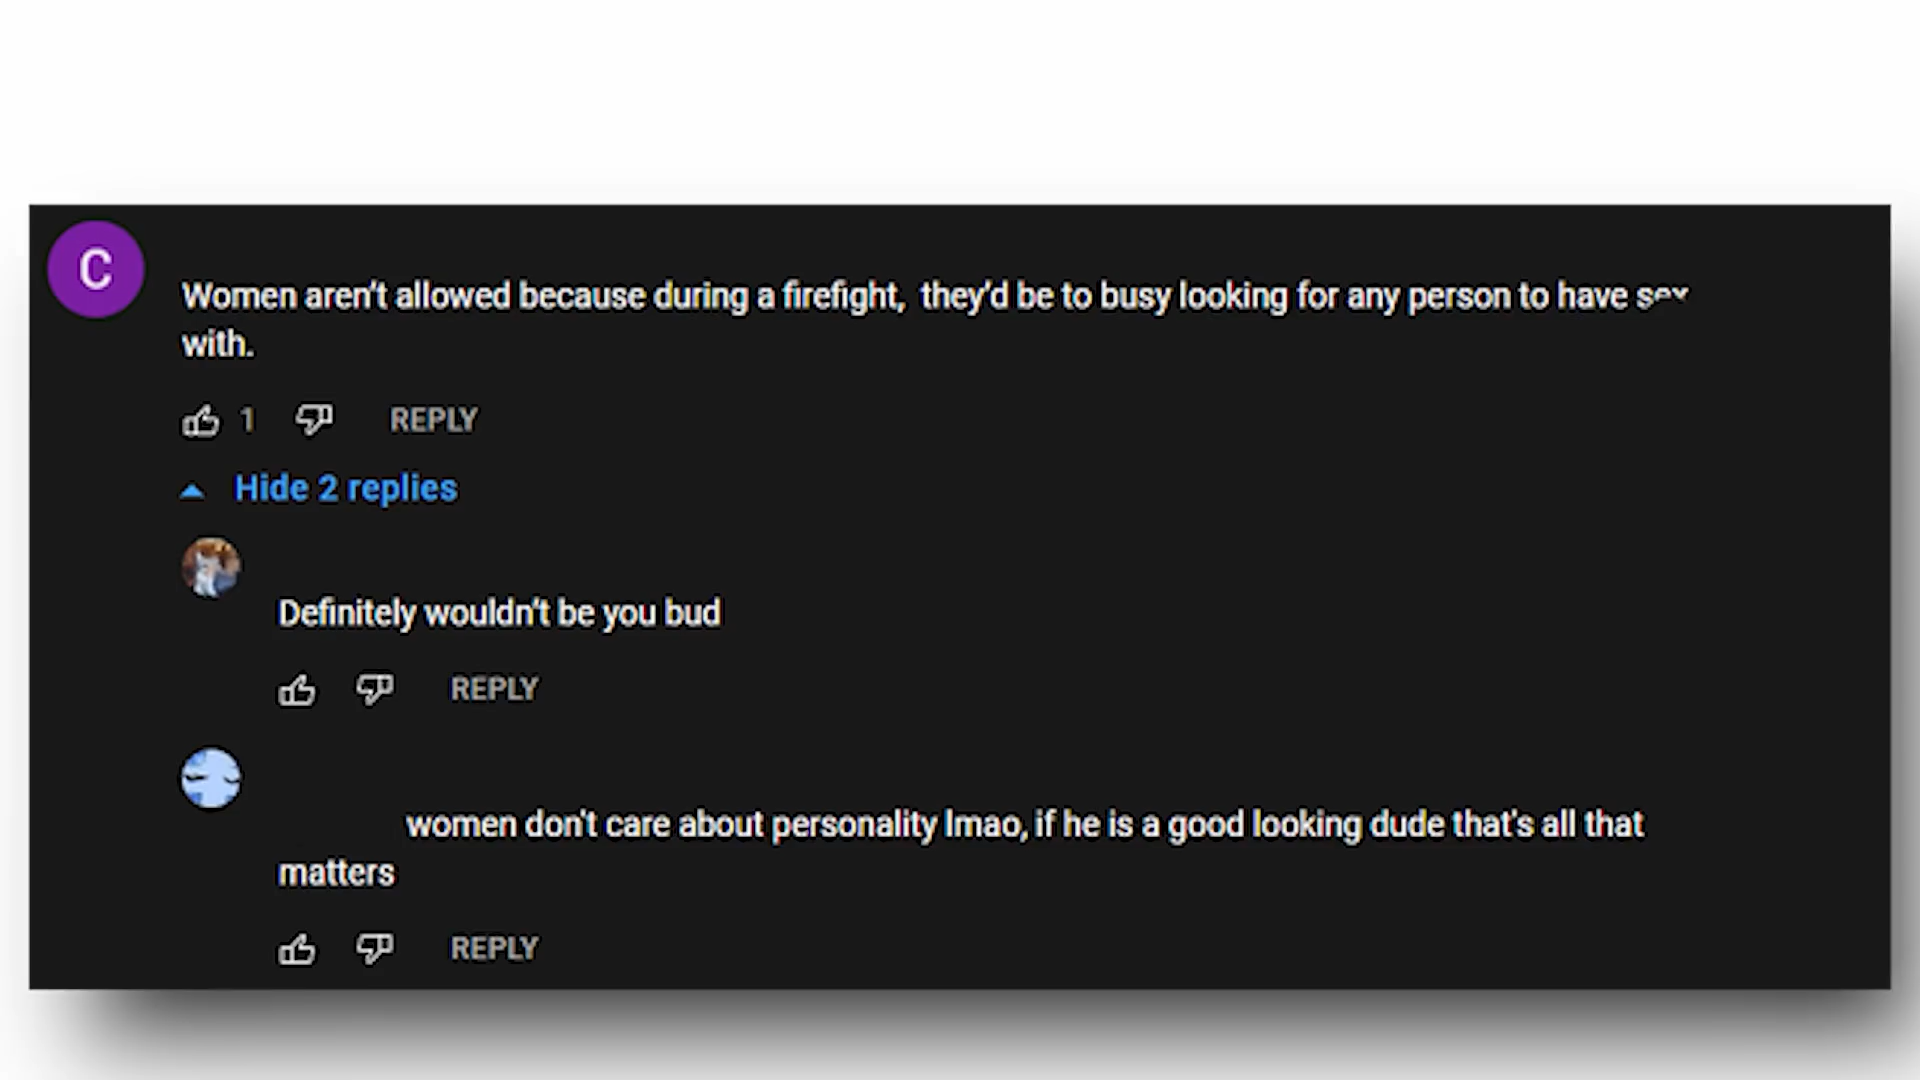 C
Women aren't allowed because during a firefight, they'd be to busy looking for any person to have sex
with.
1 REPLY
Hide 2 replies
Definitely wouldn't be you bud
REPLY
women don't care about personality lmao, if he is a good looking dude that's all that
matters
REPLY